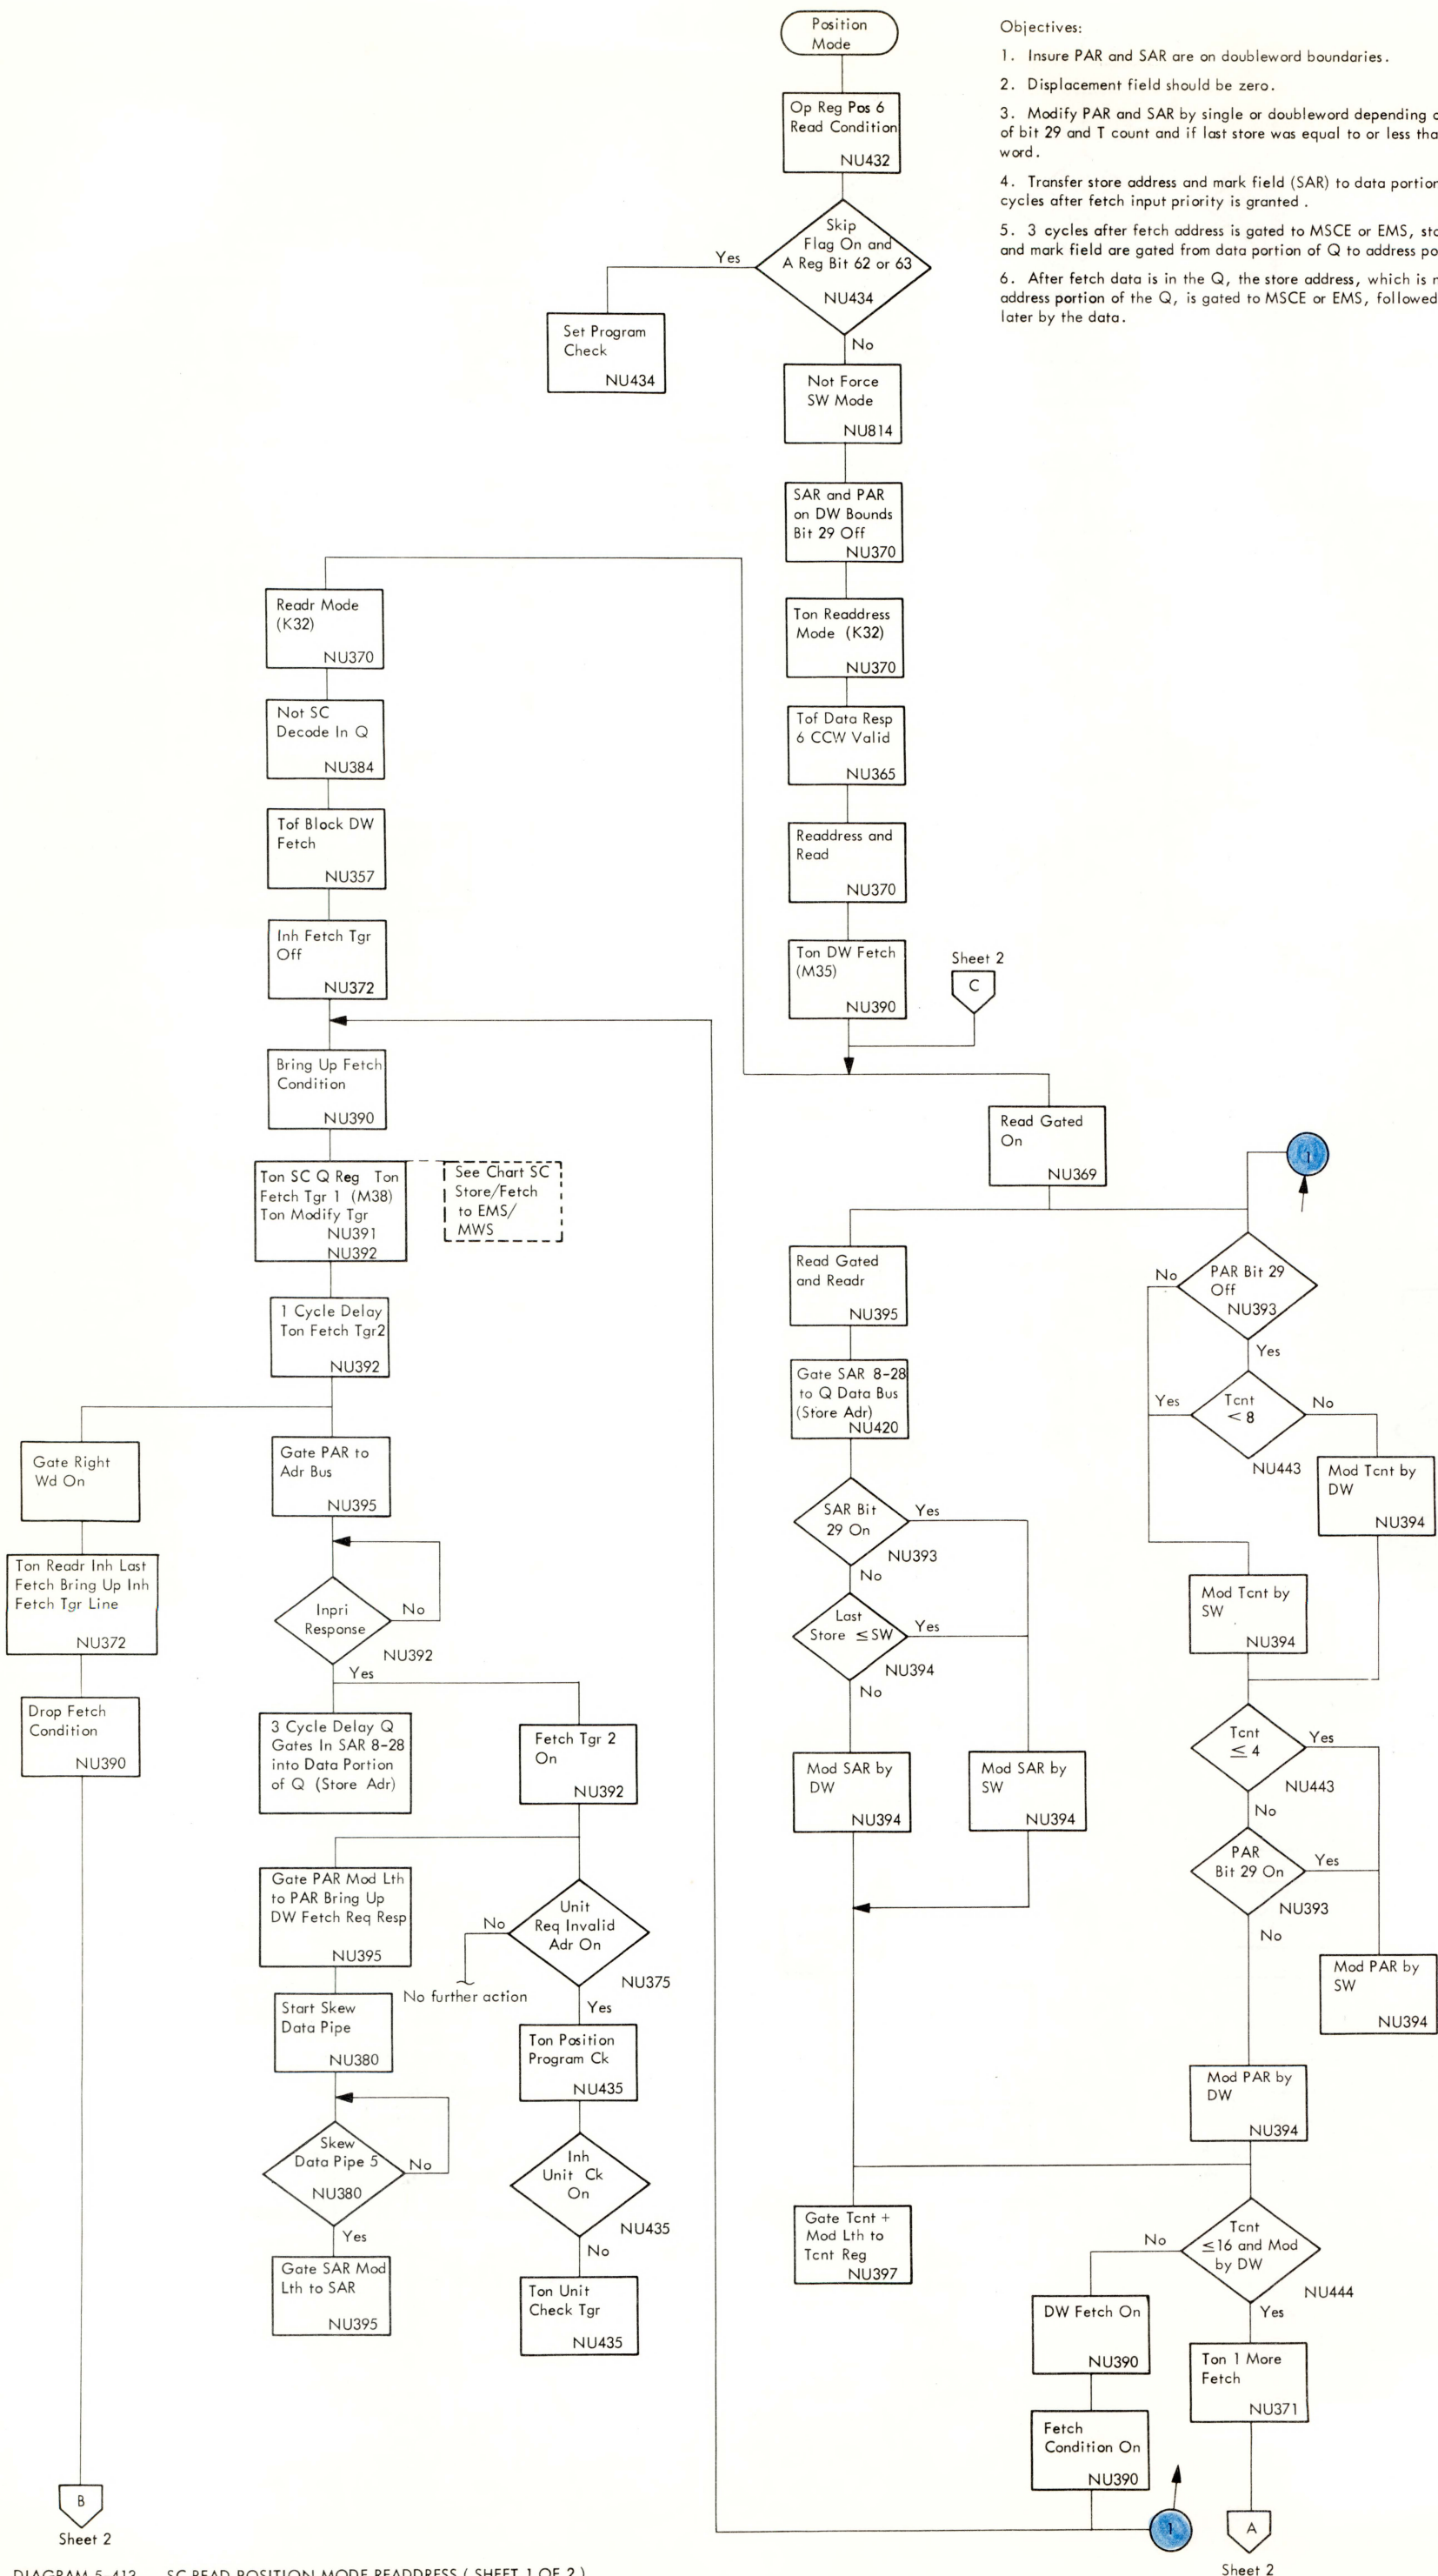 Position
Mode
Objectives:
1. Insure PAR and SAR are on doubleword boundaries.
2. Displacement field should be zero.
3. Modify PAR and SAR by single or doubleword depending
of bit 29 and T count and if last store was equal to or less
word.
4. Transfer store address and mark field (SAR) to data
cycles after fetch input priority is granted .
5. 3 cycles after fetch address is gated to MSCE or EMS,
and mark field are gated from data portion of Q to address
6. After fetch data is in the Q, the store address, which is
address portion of the Q, is gated to MSCE or EMS, followed
later by the data.
Op Reg Pos 6
Read Condition
NU432
Skip
Flag On and
A Reg Bit 62 or 63
NU434
Yes
No
Set Program
Check
NU434
Not Force
SW Mode
NU814
SAR and PAR
on DW Bounds
Bit 29 Off
NU370
Ton Readdress
Mode (K32)
NU370
Tof Data Resp
6 CCW Valid
NU365
Readdress and
Read
NU370
Ton DW Fetch
(M35)
NU390
Sheet 2
C
Readr Mode
(K32)
NU370
Not SC
Decode In Q
NU384
Tof Block DW
Fetch
NU357
Inh Fetch Tgr
Off
NU372
Bring Up Fetch
Condition
NU390
Ton SC Q Reg Ton
Fetch Tgr 1 (M38)
Ton Modify Tgr
NU391
NU392
See Chart SC
Store/Fetch
to EMS/
MWS
1 Cycle Delay
Ton Fetch Tgr2
NU392
Gate Right
Wd On
Ton Readr Inh Last
Fetch Bring Up Inh
Fetch Tgr Line
NU372
Drop Fetch
Condition
NU390
B
Sheet 2
Gate PAR to
Adr Bus
NU395
Inpri
Response
NU392
No
Yes
3 Cycle Delay Q
Gates In SAR 8-28
into Data Portion
of Q (Store Adr)
Fetch Tgr 2
On
NU392
Gate PAR Mod Lth
to PAR Bring Up
DW Fetch Req Resp
NU395
Unit
Req Invalid
Adr On
NU375
No
No further action
Yes
Start Skew
Data Pipe
NU380
Skew
Data Pipe 5
NU380
No
Yes
Gate SAR Mod
Lth to SAR
NU395
Ton Position
Program Ck
NU435
Inh
Unit Ck
On
NU435
No
Ton Unit
Check Tgr
NU435
Read Gated
On
NU369
1
Read Gated
and Readr
NU395
Gate SAR 8-28
to Q Data Bus
(Store Adr)
NU420
SAR Bit
29 On
NU393
Yes
No
Last
Store ≤SW
NU394
Yes
No
Mod SAR by
DW
NU394
Mod SAR by
SW
NU394
Gate Tcnt +
Mod Lth to
Tcnt Reg
NU397
PAR Bit 29
Off
NU393
No
Yes
Tcnt
< 8
NU443
Yes
No
Mod Tcnt by
DW
NU394
Mod Tcnt by
SW
NU394
Tcnt
≤ 4
NU443
Yes
No
PAR
Bit 29 On
NU393
Yes
No
Mod PAR by
SW
NU394
Mod PAR by
DW
NU394
Tcnt
≤16 and Mod
by DW
NU444
No
Yes
DW Fetch On
NU390
Ton 1 More
Fetch
NU371
Fetch
Condition On
NU390
1
A
Sheet 2
DIAGRAM 5-413 SC READ POSITION MODE READDRESS ( SHEET 1 OF 2 )